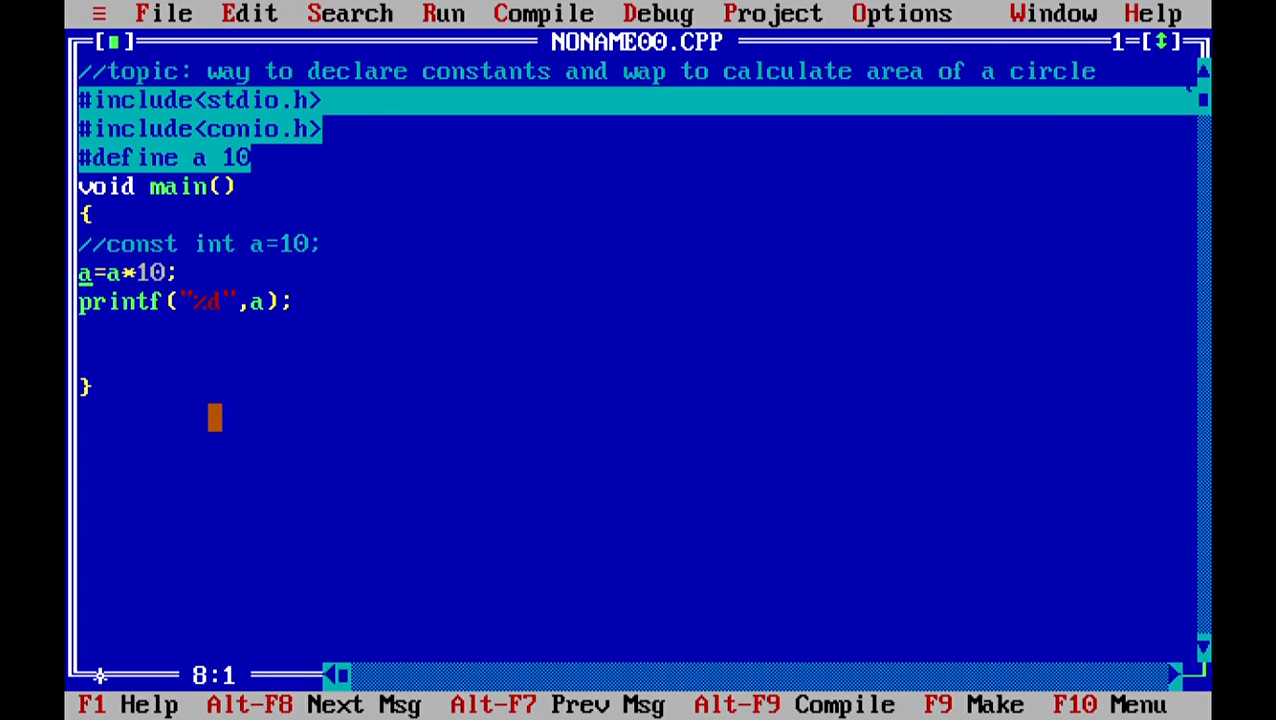 ≡ File Edit Search Run Compile Debug Project Options Window Help
[■] NONAME00.CPP 1=[↕]
//topic: way to declare constants and wap to calculate area of a circle
#include<stdio.h>
#include<conio.h>
#define a 10
void main()
{
//const int a=10;
a=a*10;
printf("%d",a);
}
* 8:1
F1 Help Alt-F8 Next Msg Alt-F7 Prev Msg Alt-F9 Compile F9 Make F10 Menu